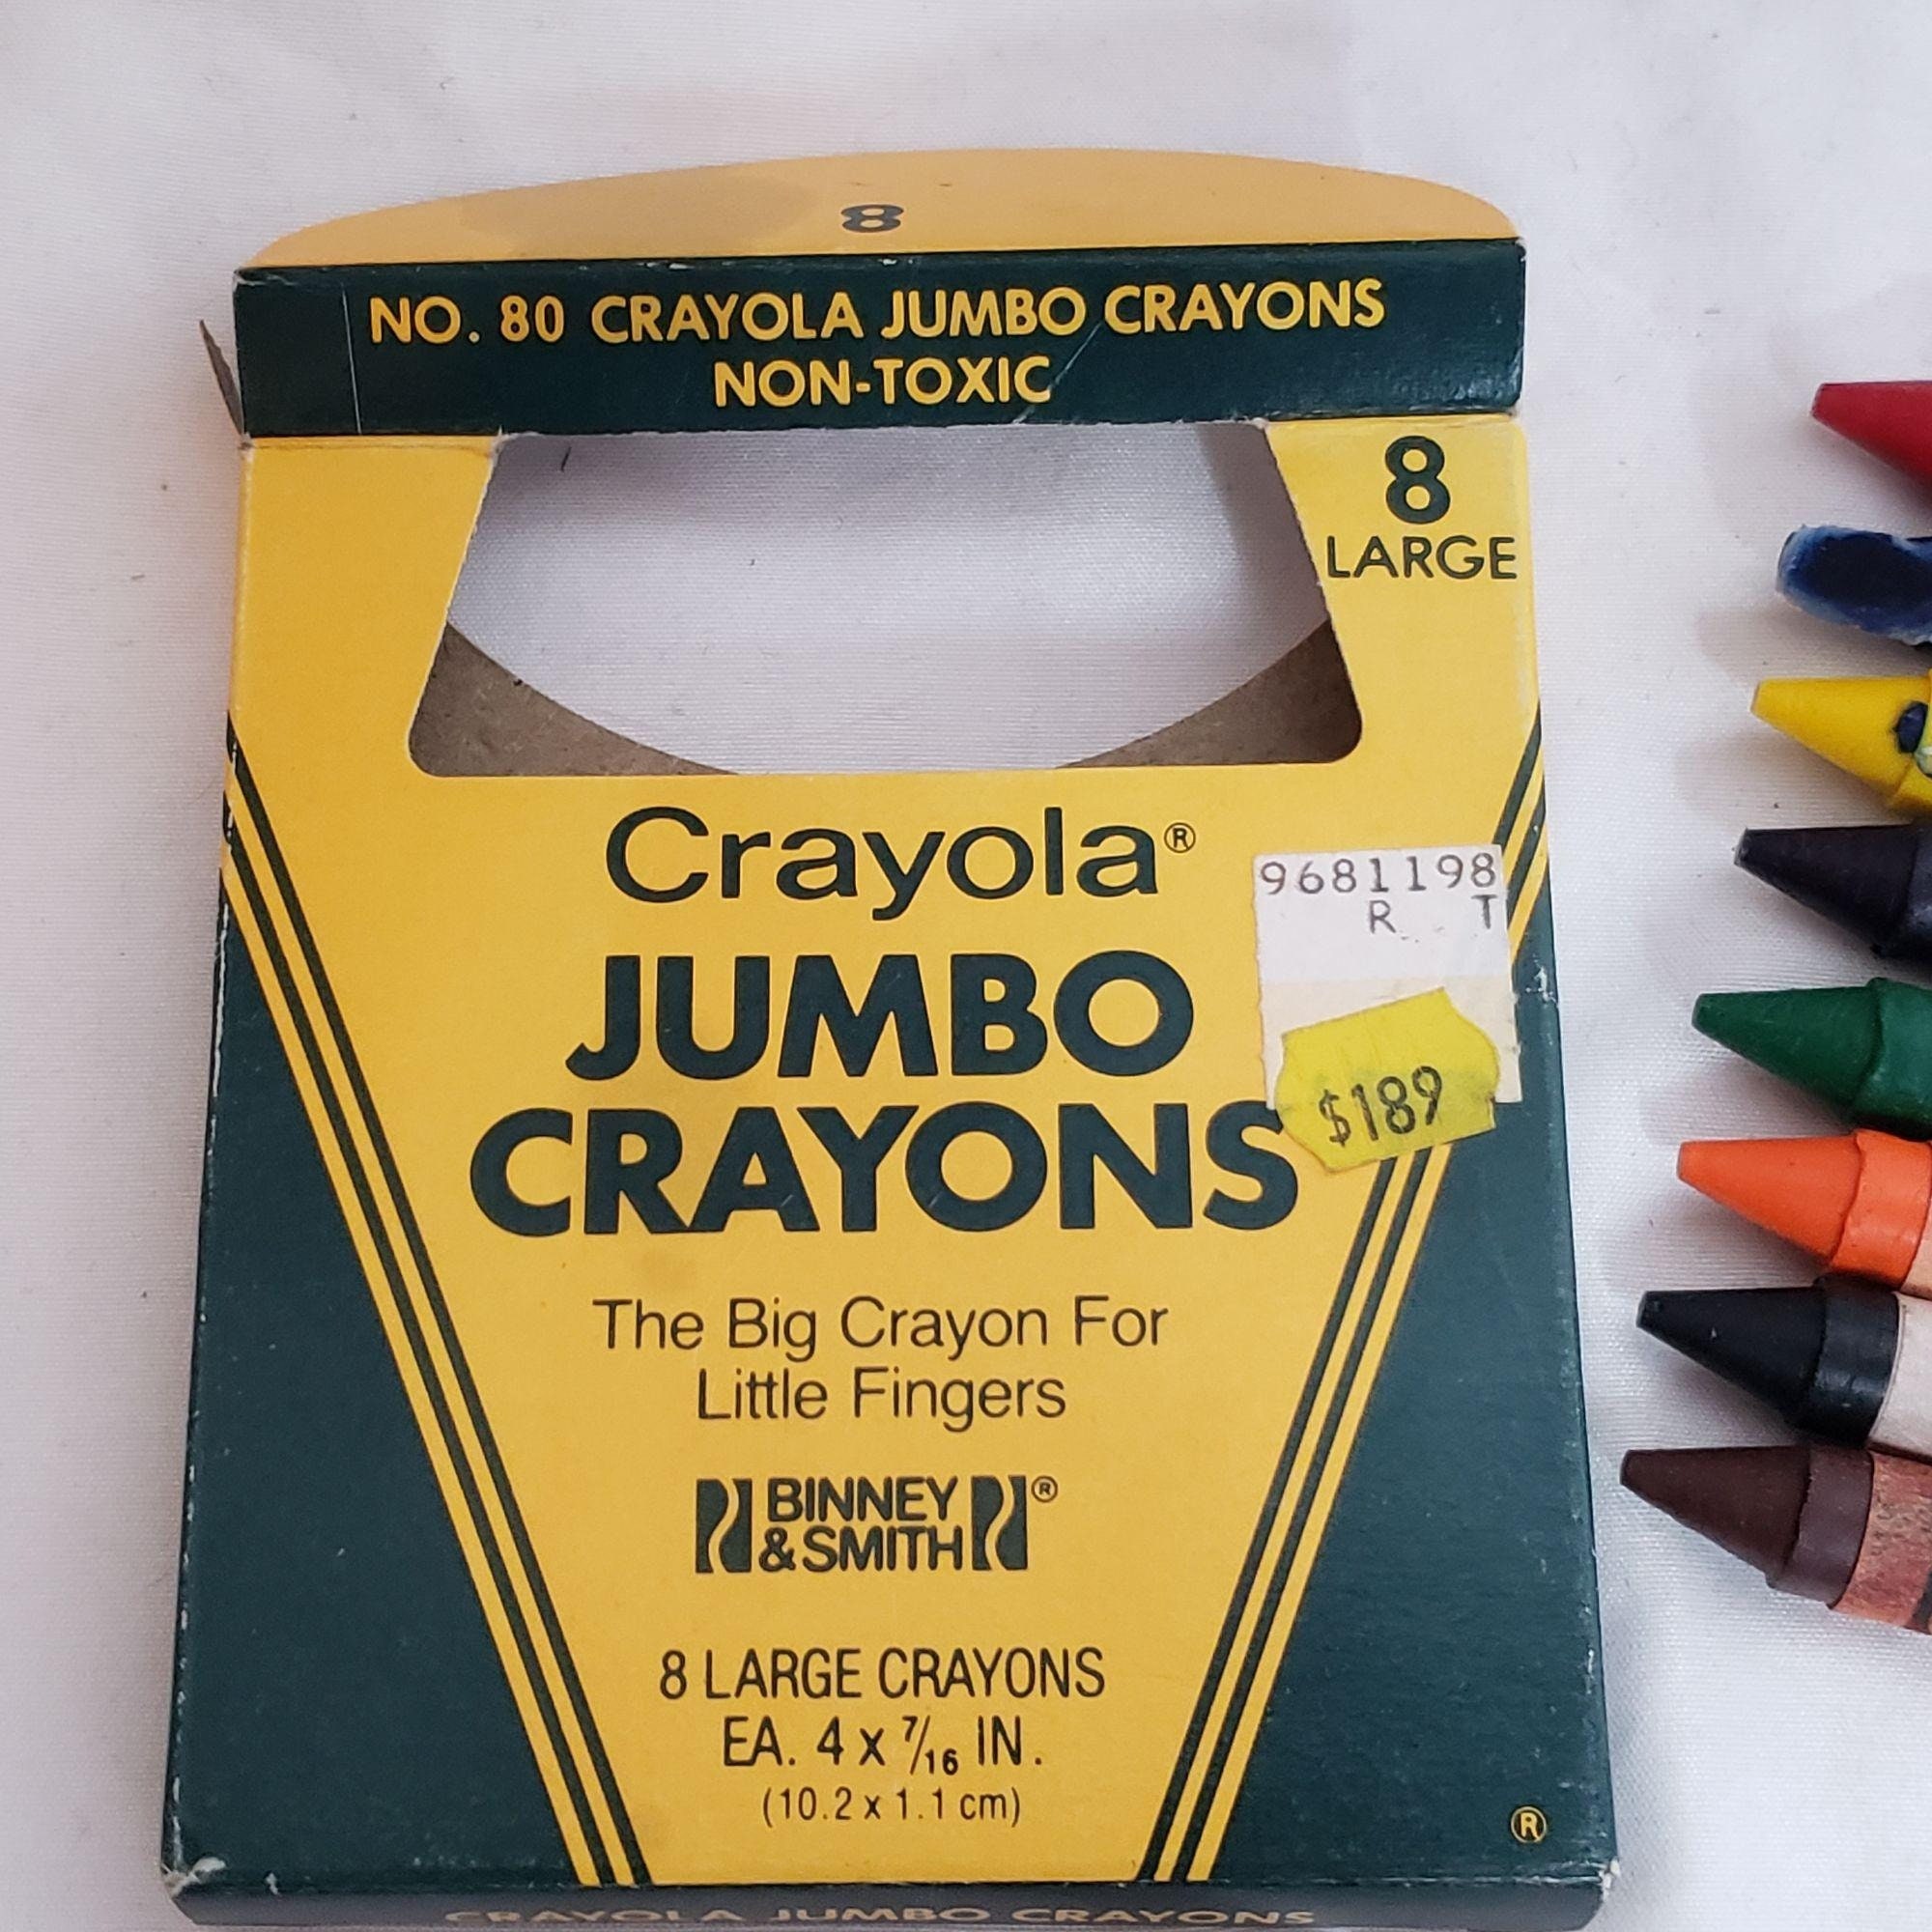 8
NO. 80 CRAYOLA JUMBO CRAYONS
NON-TOXIC
8
LARGE
Crayola®
JUMBO
CRAYONS
9681198
R T
$189
The Big Crayon For
Little Fingers
BINNEY
& SMITH ®
8 LARGE CRAYONS
EA. 4 x 7/16 IN.
(10.2 x 1.1 cm)
®
CRAYOLA JUMBO CRAYONS